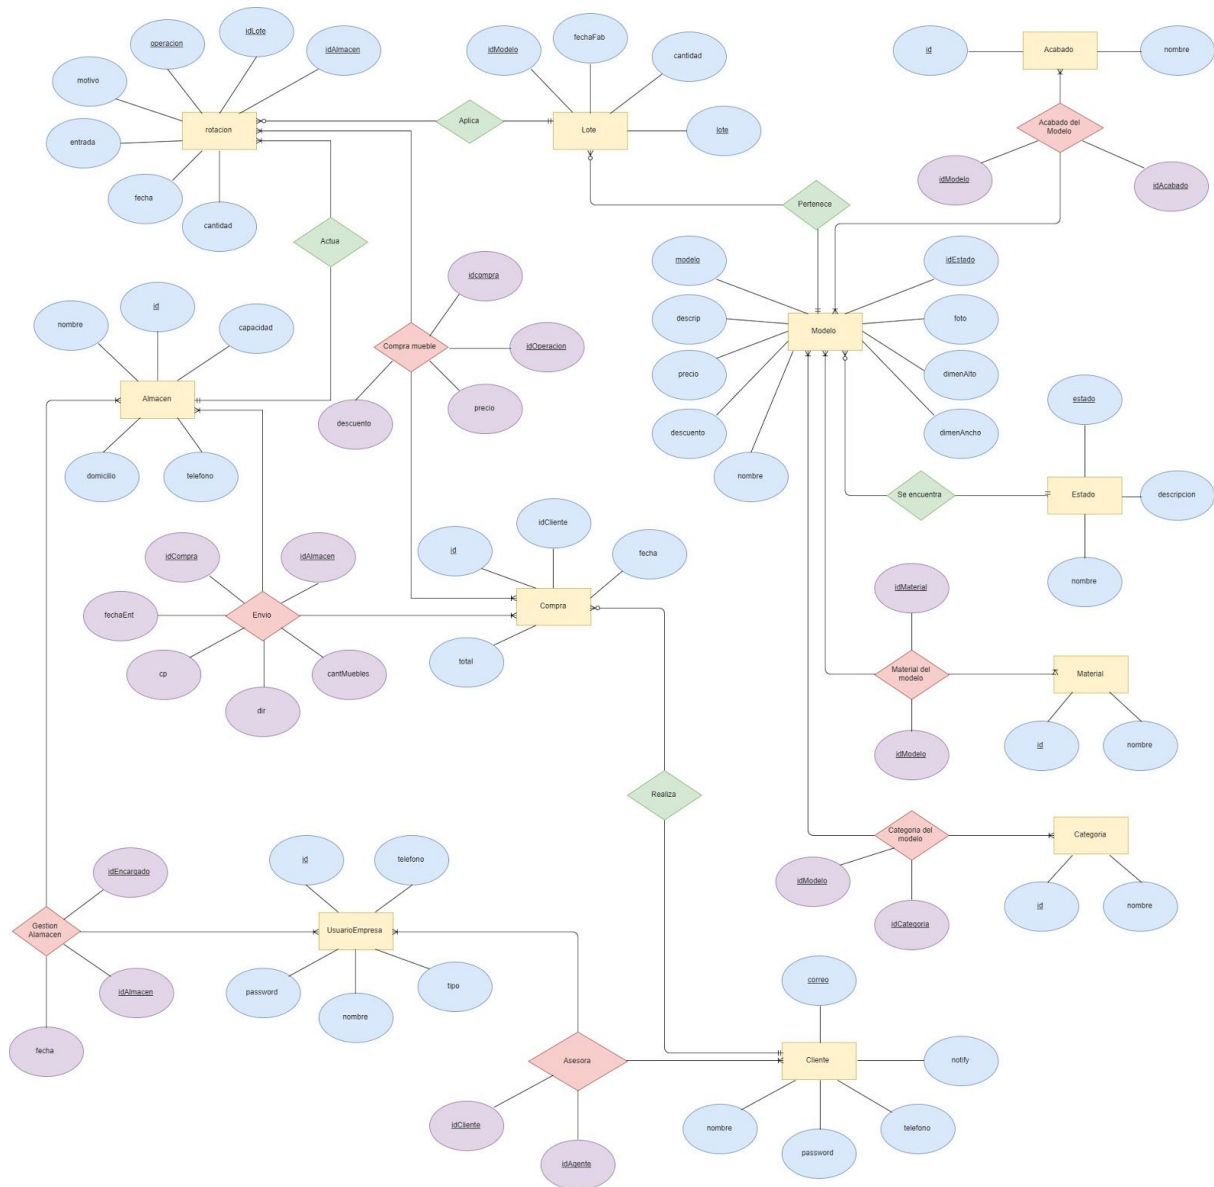 idLote
operacion
idAlmacen
motivo
rotacion
entrada
fecha
cantidad
Aplica
idModelo
fechaFab
cantidad
Lote
lote
id
Acabado
nombre
Acabado del
Modelo
idModelo
idAcabado
Pertenece
Actua
modelo
idEstado
descrip
Modelo
foto
precio
dimenAlto
descuento
dimenAncho
nombre
idcompra
Compra mueble
idOperacion
descuento
precio
nombre
id
capacidad
Almacen
domicilio
telefono
estado
Se encuentra
Estado
descripcion
nombre
idCompra
idAlmacen
fechaEnt
Envio
cp
cantMuebles
dir
id
idCliente
fecha
Compra
total
idMaterial
Material del
modelo
Material
idModelo
id
nombre
Realiza
Categoria del
modelo
Categoria
idModelo
idCategoria
id
nombre
idEncargado
Gestion
Alamacen
idAlmacen
fecha
id
telefono
UsuarioEmpresa
password
nombre
tipo
Asesora
idCliente
idAgente
correo
Cliente
notify
nombre
password
telefono